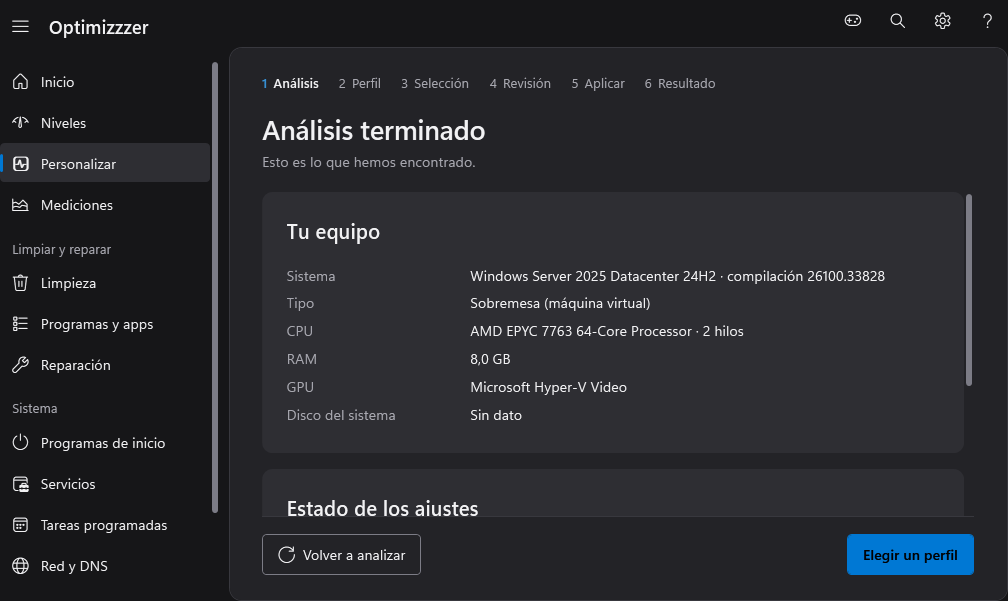 Optimizzzer
Inicio
Niveles
Personalizar
Mediciones
Limpiar y reparar
Limpieza
Programas y apps
Reparación
Sistema
Programas de inicio
Servicios
Tareas programadas
Red y DNS
1 Análisis 2 Perfil 3 Selección 4 Revisión 5 Aplicar 6 Resultado
Análisis terminado
Esto es lo que hemos encontrado.
Tu equipo
Sistema Windows Server 2025 Datacenter 24H2 · compilación 26100.33828
Tipo Sobremesa (máquina virtual)
CPU AMD EPYC 7763 64-Core Processor · 2 hilos
RAM 8,0 GB
GPU Microsoft Hyper-V Video
Disco del sistema Sin dato
Estado de los ajustes
Volver a analizar
Elegir un perfil